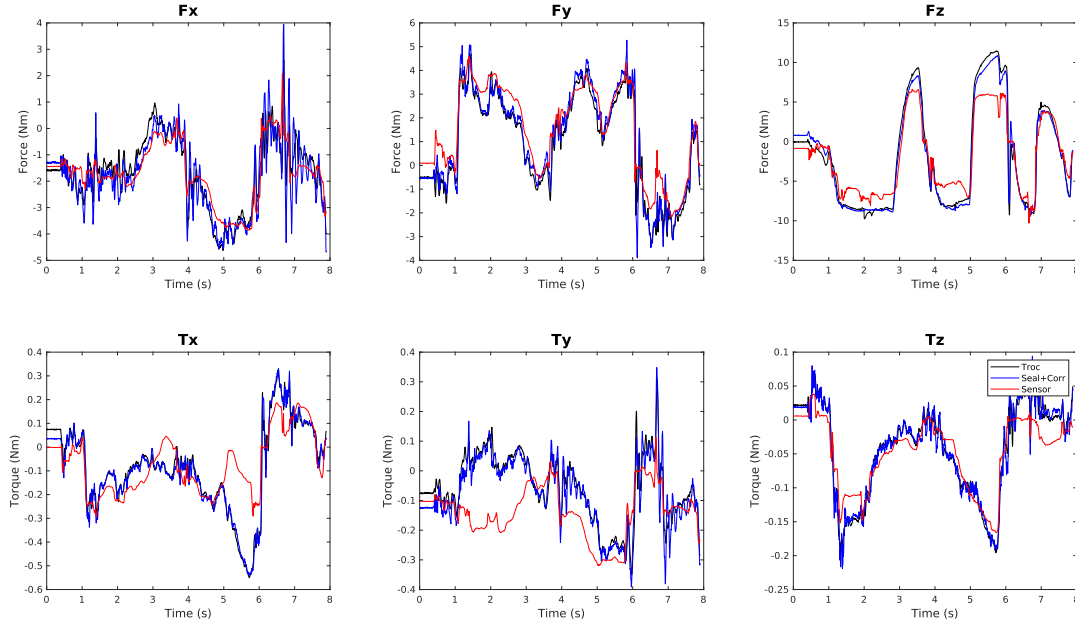 Fx
Force (Nm)
4
3
2
1
0
-1
-2
-3
-4
-5
0 1 2 3 4 5 6 7 8
Time (s)
Fy
Force (Nm)
6
5
4
3
2
1
0
-1
-2
-3
-4
0 1 2 3 4 5 6 7 8
Time (s)
Fz
Force (Nm)
15
10
5
0
-5
-10
-15
0 1 2 3 4 5 6 7 8
Time (s)
Tx
Torque (Nm)
0.4
0.3
0.2
0.1
0
-0.1
-0.2
-0.3
-0.4
-0.5
-0.6
0 1 2 3 4 5 6 7 8
Time (s)
Ty
Torque (Nm)
0.4
0.3
0.2
0.1
0
-0.1
-0.2
-0.3
-0.4
0 1 2 3 4 5 6 7 8
Time (s)
Tz
Torque (Nm)
0.1
0.05
0
-0.05
-0.1
-0.15
-0.2
-0.25
0 1 2 3 4 5 6 7 8
Time (s)
Troc
Seal+Corr
Sensor